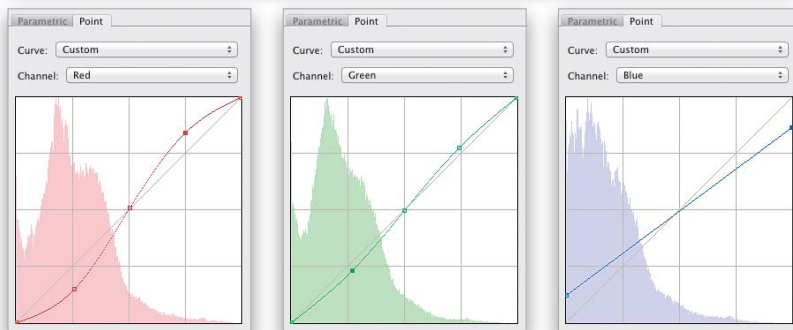 Parametric Point
Curve: Custom
Channel: Red
Parametric Point
Curve: Custom
Channel: Green
Parametric Point
Curve: Custom
Channel: Blue